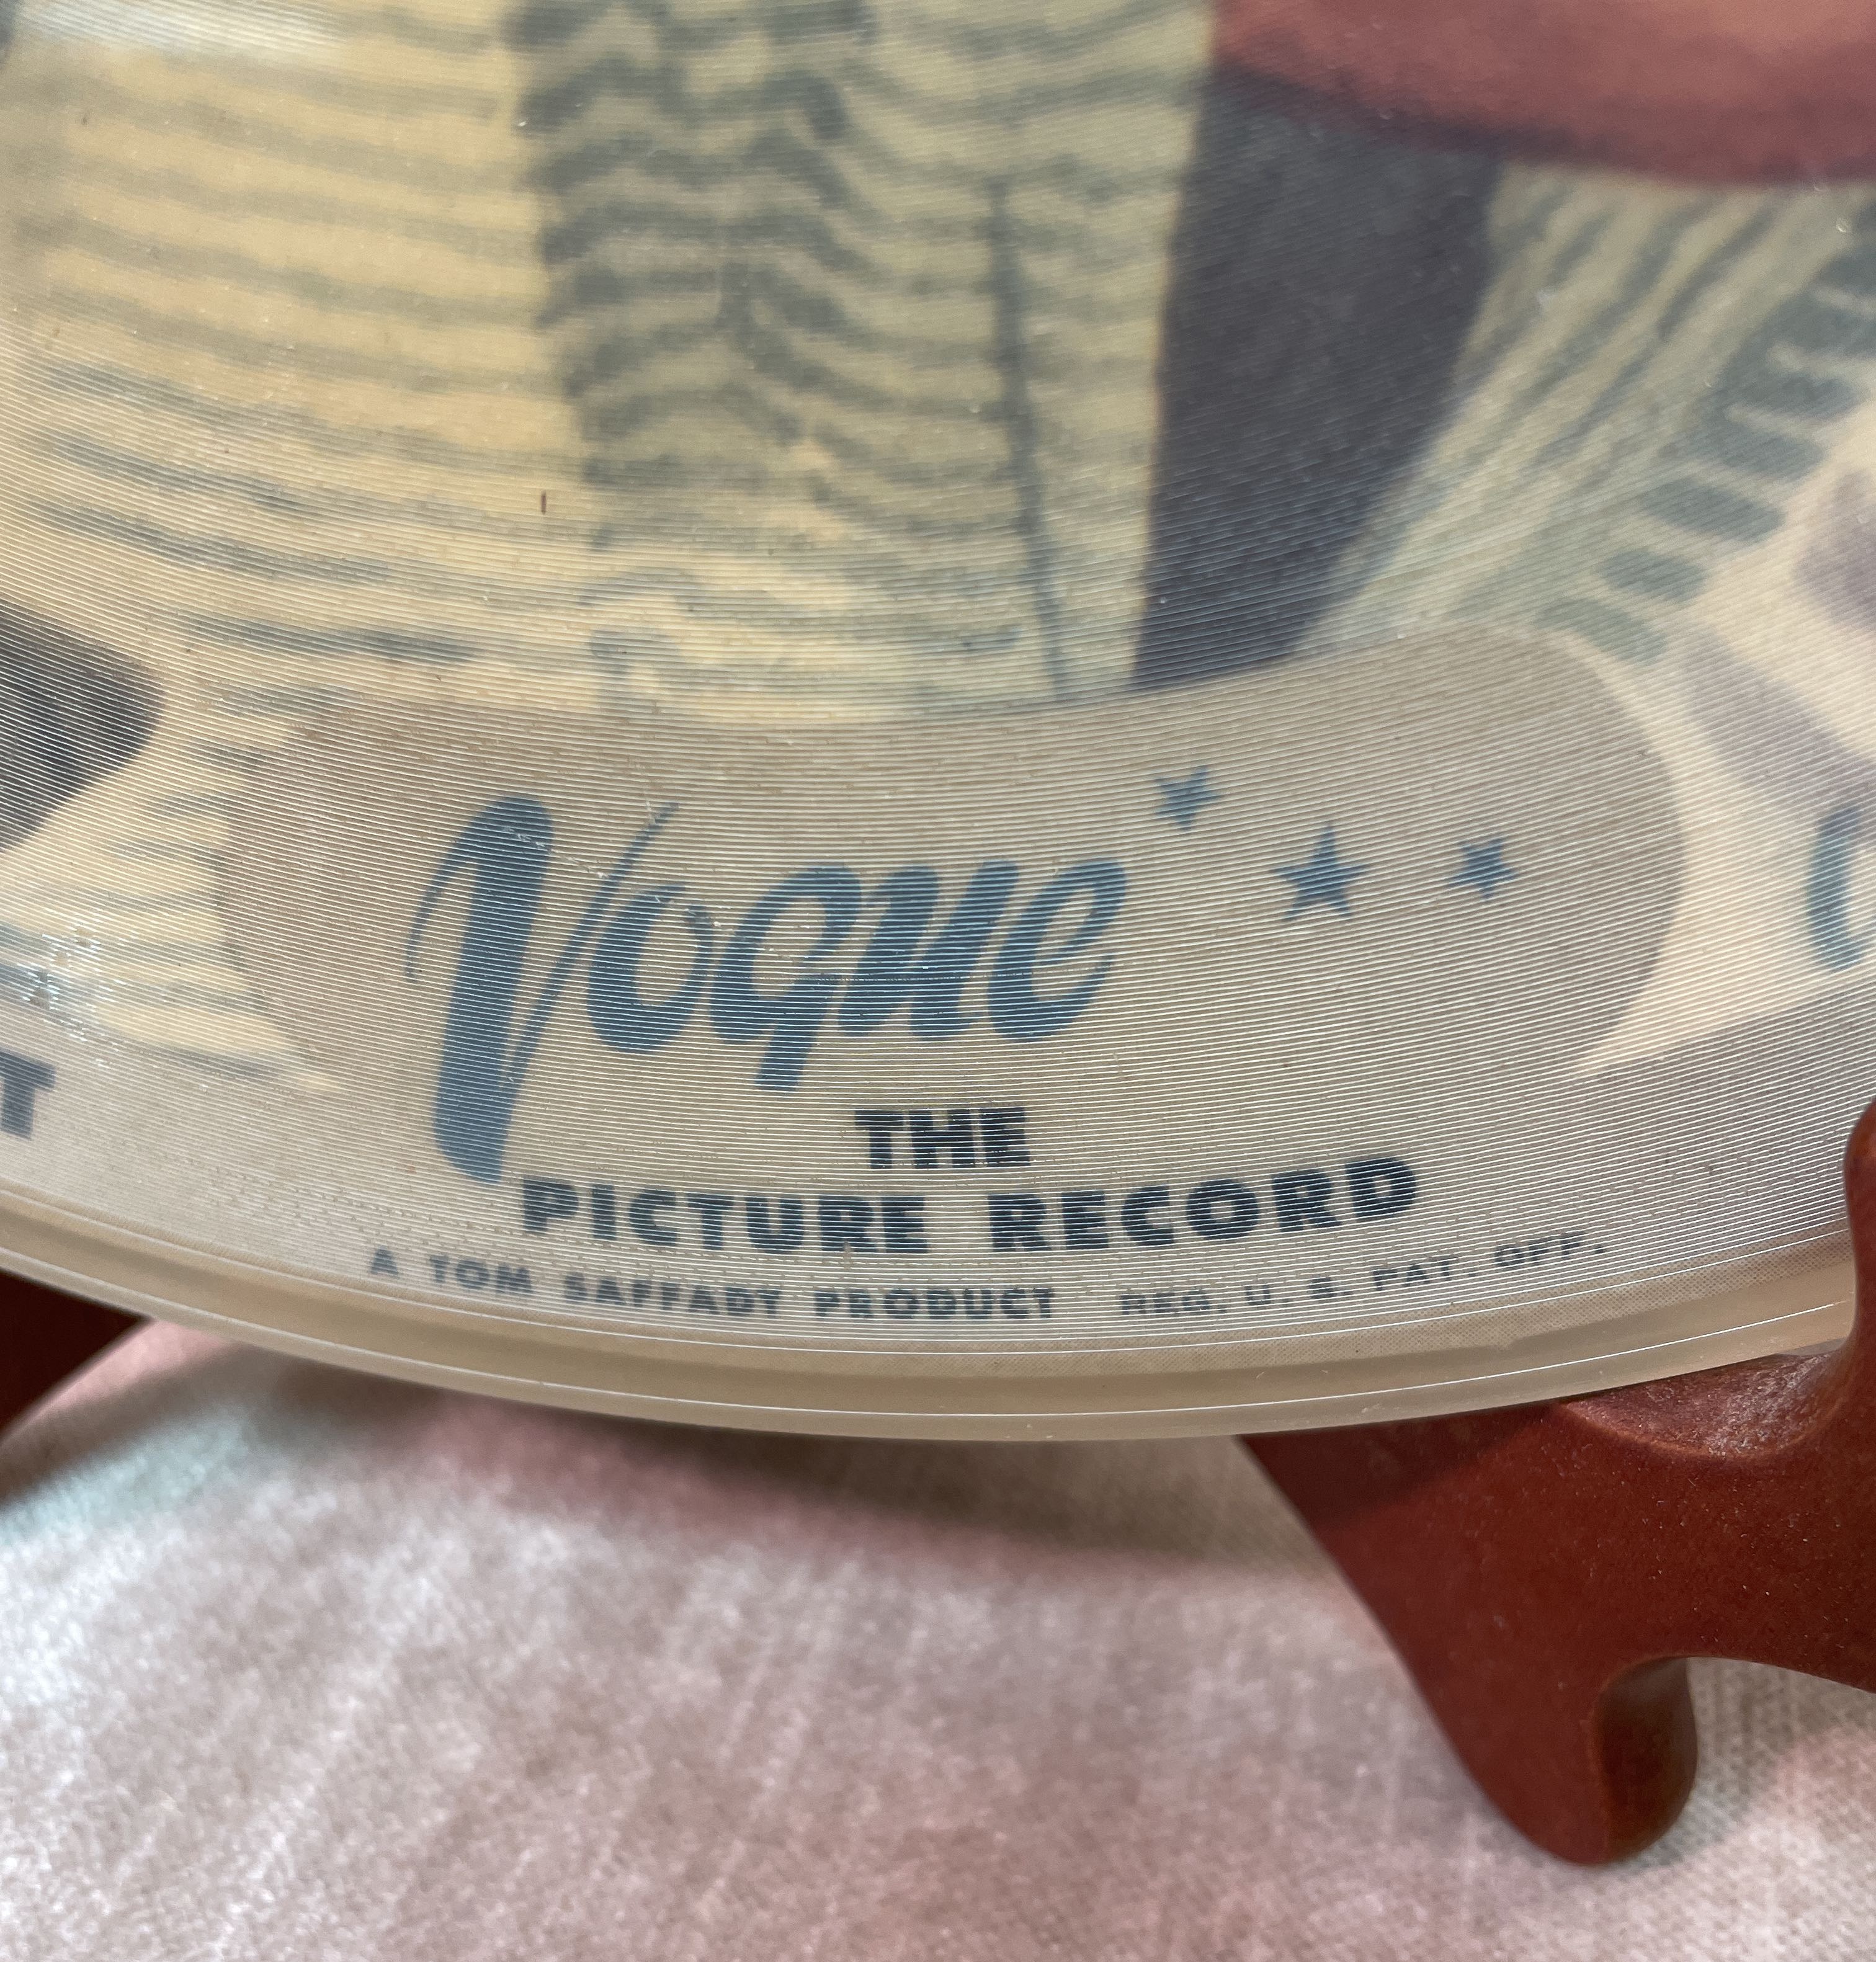 Vogue
THE
PICTURE RECORD
A TOM SAFFADY PRODUCT REG. U. S. PAT. OFF.
T